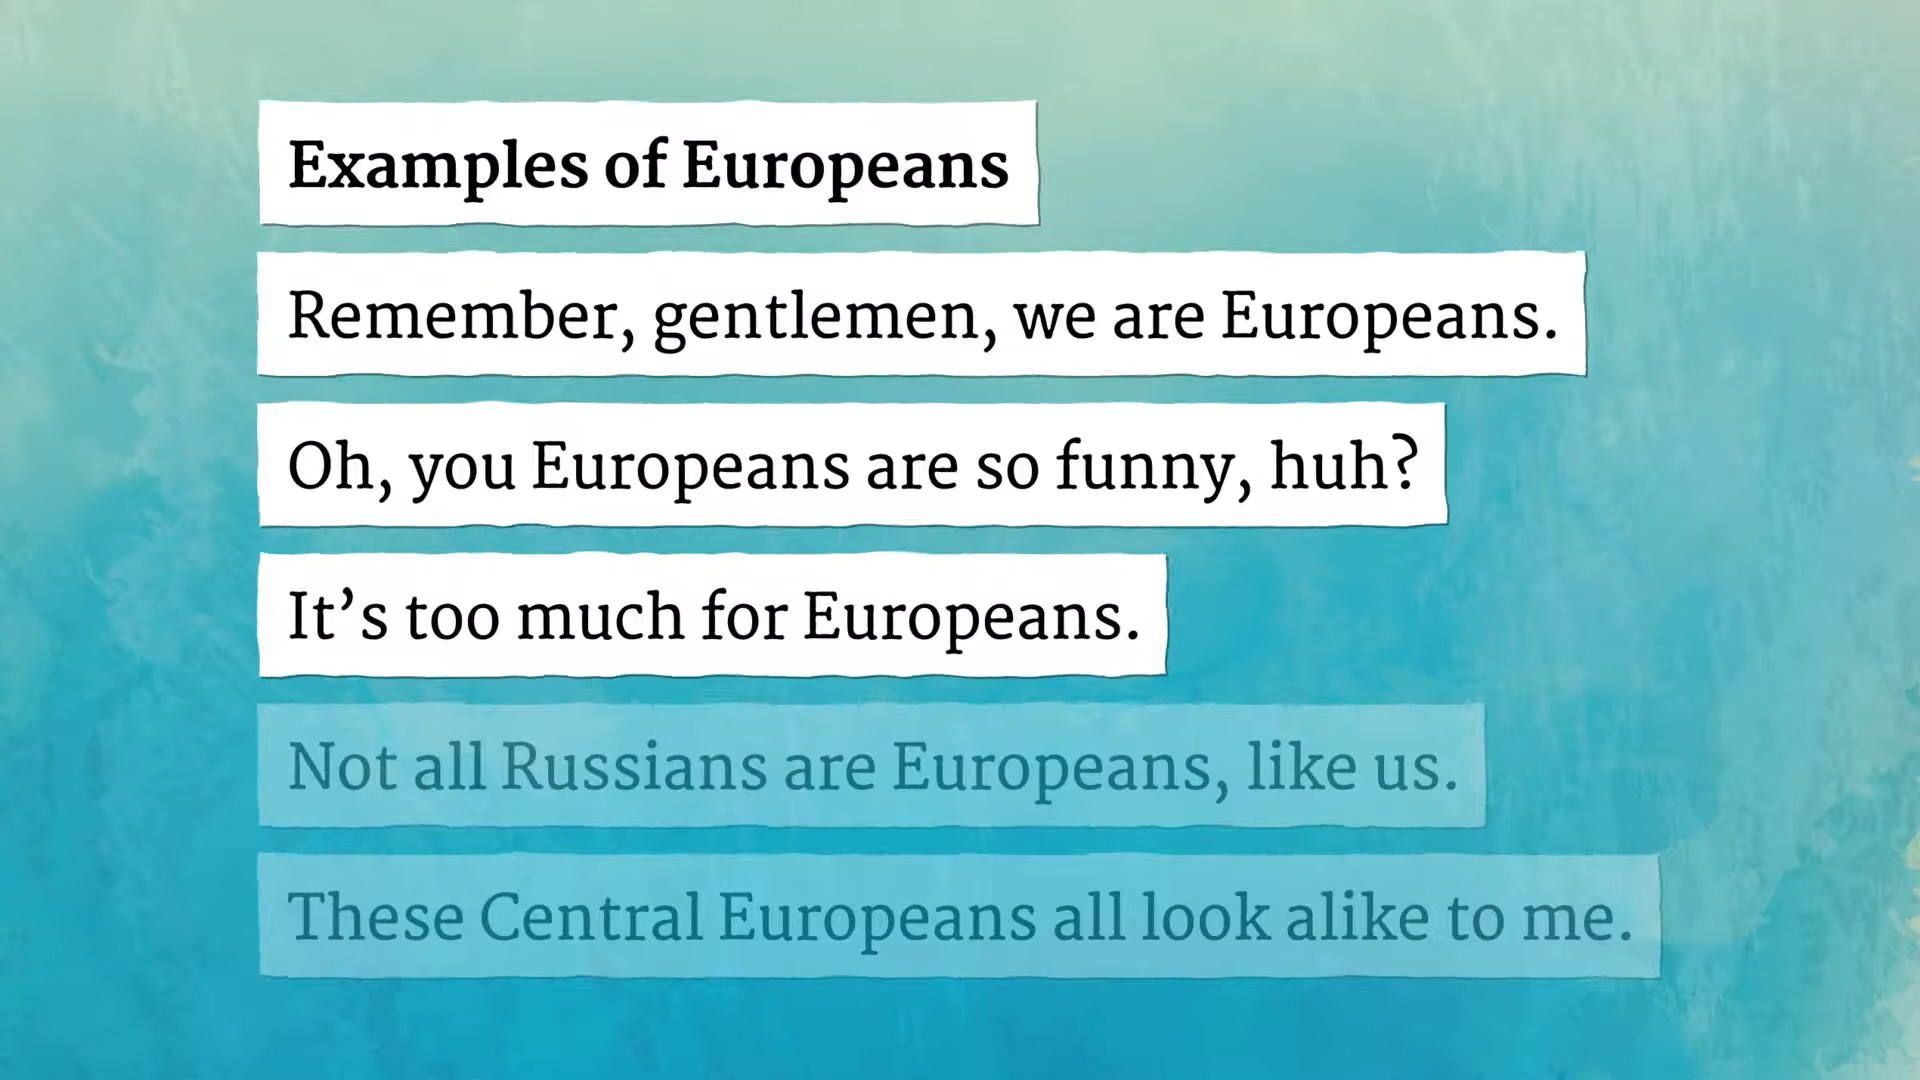 Examples of Europeans
Remember, gentlemen, we are Europeans.
Oh, you Europeans are so funny, huh?
It’s too much for Europeans.
Not all Russians are Europeans, like us.
These Central Europeans all look alike to me.